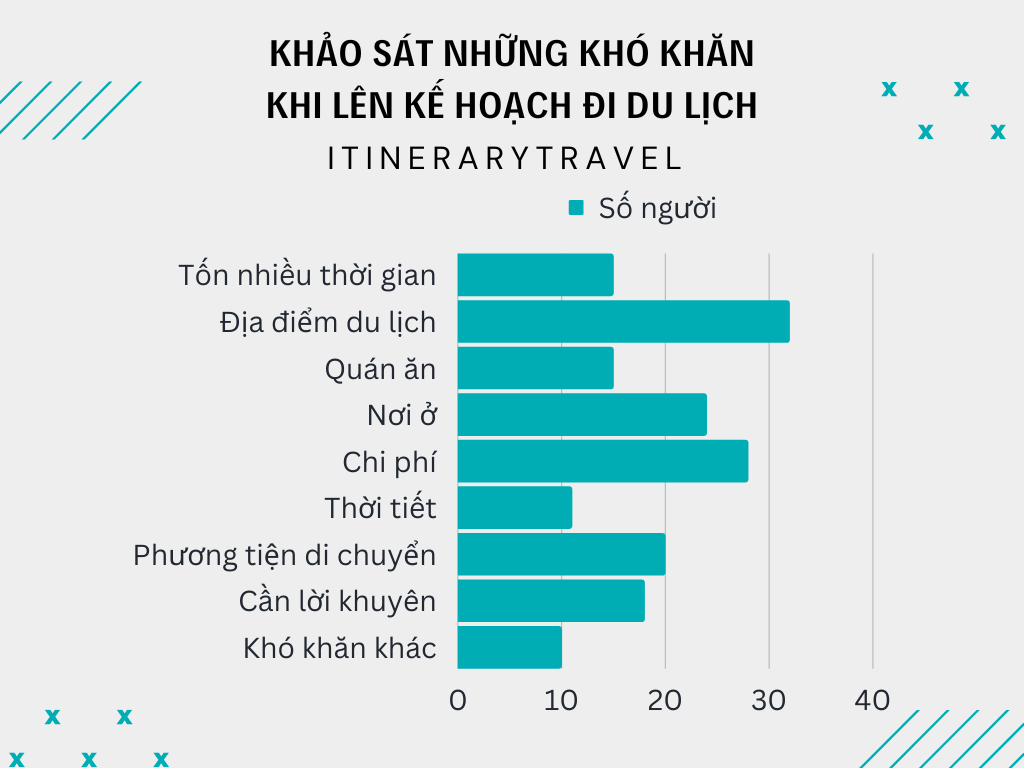 KHẢO SÁT NHỮNG KHÓ KHĂN
KHI LÊN KẾ HOẠCH ĐI DU LỊCH
ITINERARYTRAVEL
Số người
Tốn nhiều thời gian
Địa điểm du lịch
Quán ăn
Nơi ở
Chi phí
Thời tiết
Phương tiện di chuyển
Cần lời khuyên
Khó khăn khác
0 10 20 30 40